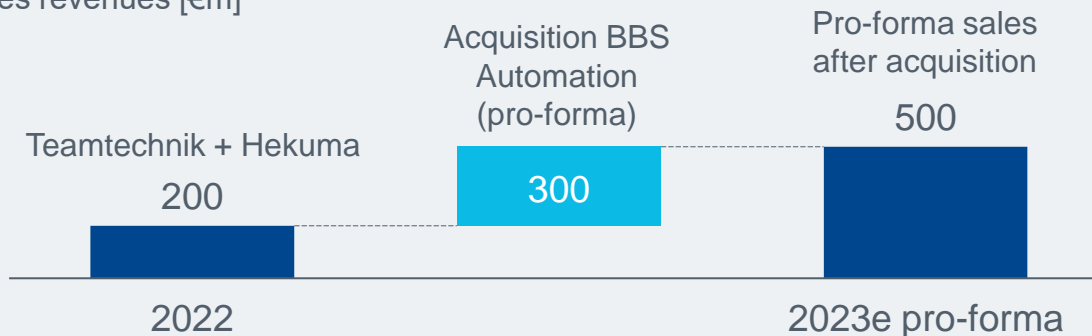 revenues [€m]
Acquisition BBS
Automation
(pro-forma)
Pro-forma sales
after acquisition
Teamtechnik + Hekuma
200
300
500
2022
2023e pro-forma